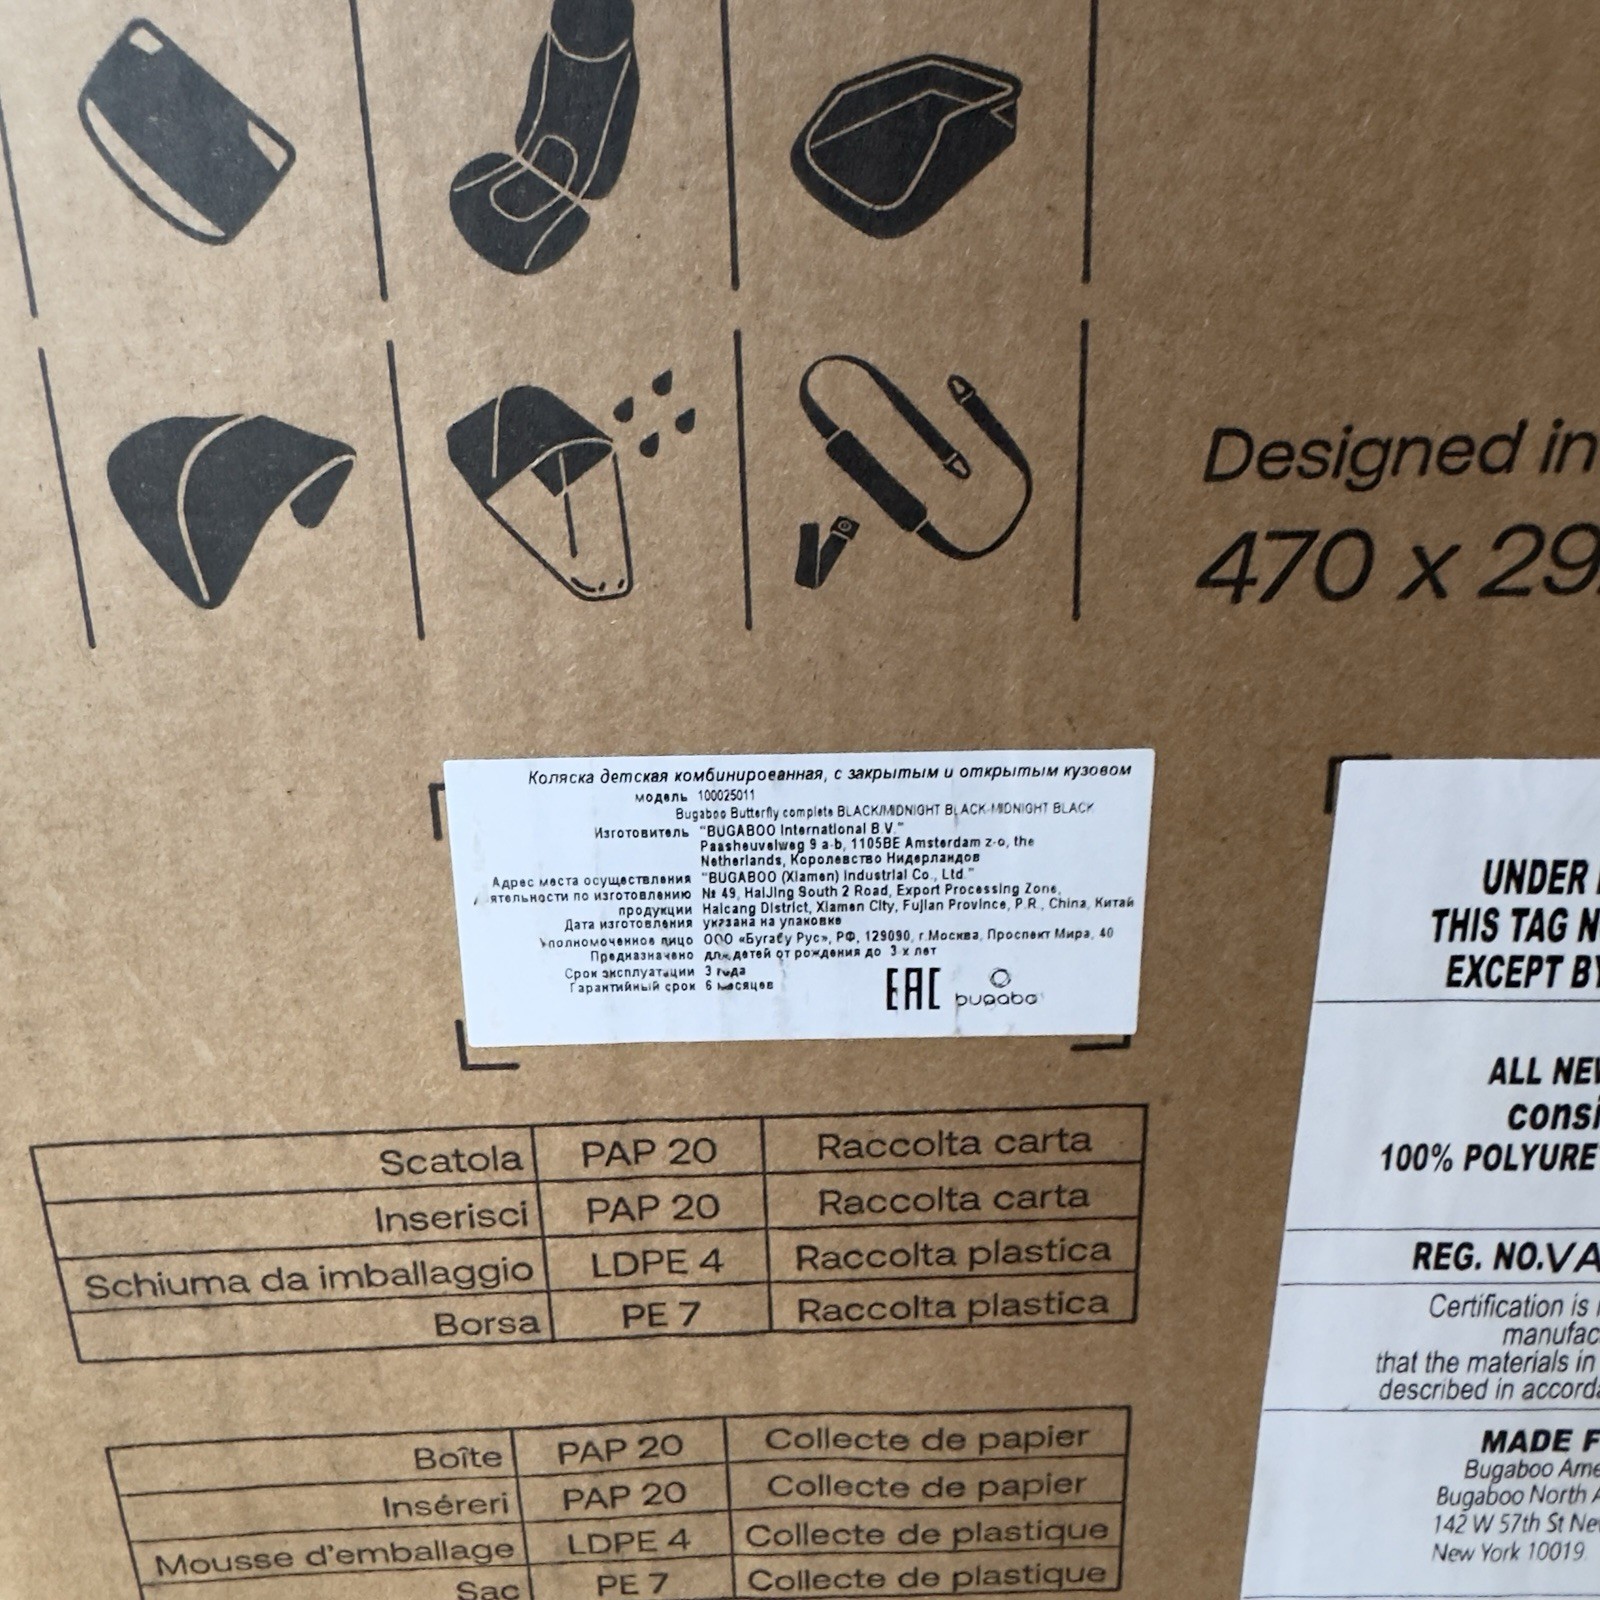 Designed in
470 x 29
Коляска детская комбинированная, с закрытым и открытым кузовом
модель 100025011
Bugaboo Butterfly complete BLACK/MIDNIGHT BLACK-MIDNIGHT BLACK
Изготовитель "BUGABOO International B.V."
Paasheuvelweg 9 a-b, 1105BE Amsterdam z-o, the
Netherlands, Королевство Нидерландов
Адрес места осуществления "BUGABOO (Xiamen) Industrial Co., Ltd."
ятельности по изготовлению № 49, HaiJing South 2 Road, Export Processing Zone,
продукции Haicang District, Xiamen City, Fujian Province, P.R., China, Китай
Дата изготовления указана на упаковке
уполномоченное лицо ООО «Бугабу Рус», РФ, 129090, г.Москва, Проспект Мира, 40
Предназначено для детей от рождения до 3 х лет
Срок эксплуатации 3 года
Гарантийный срок 6 месяцев
EAC bugaboo
Scatola PAP 20 Raccolta carta
Inserisci PAP 20 Raccolta carta
Schiuma da imballaggio LDPE 4 Raccolta plastica
Borsa PE 7 Raccolta plastica
Boîte PAP 20 Collecte de papier
Inséreri PAP 20 Collecte de papier
Mousse d'emballage LDPE 4 Collecte de plastique
Sac PE 7 Collecte de plastique
UNDER
THIS TAG N
EXCEPT BY
ALL NEW
consi
100% POLYURE
REG. NO.VA
Certification is
manufac
that the materials in
described in accorda
MADE F
Bugaboo Ame
Bugaboo North A
142 W 57th St Ne
New York 10019